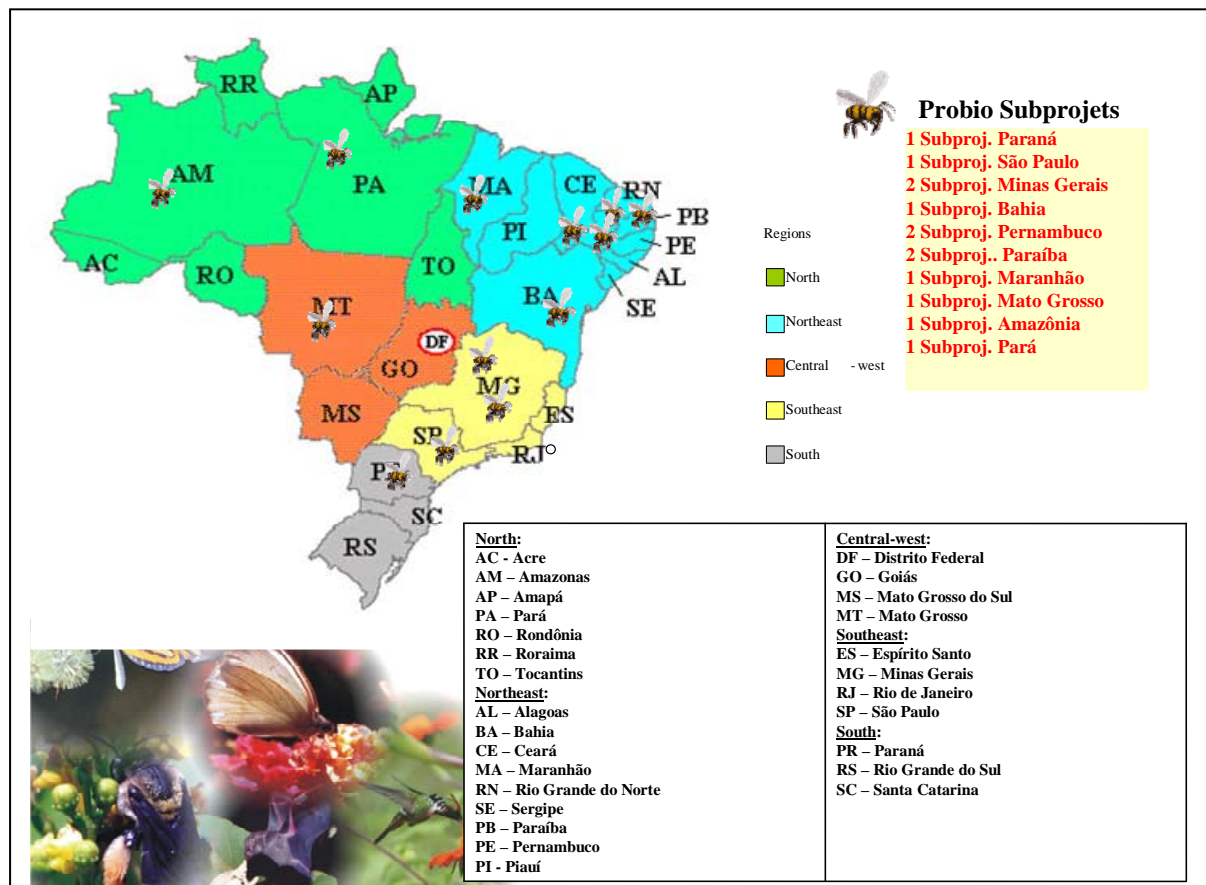 RR
AP
AM
PA
MA
CE
RN
PB
PI
PE
AC
RO
TO
AL
BA
SE
MT
DF
GO
MG
MS
ES
SP
RJ
SC
RS
Probio Subprojets
1 Subproj. Paraná
1 Subproj. São Paulo
2 Subproj. Minas Gerais
1 Subproj. Bahia
2 Subproj. Pernambuco
2 Subproj.. Paraíba
1 Subproj. Maranhão
1 Subproj. Mato Grosso
1 Subproj. Amazônia
1 Subproj. Pará
Regions
North
Northeast
Central - west
Southeast
South
North:
AC - Acre
AM – Amazonas
AP – Amapá
PA – Pará
RO – Rondônia
RR – Roraima
TO – Tocantins
Northeast:
AL – Alagoas
BA – Bahia
CE – Ceará
MA – Maranhão
RN – Rio Grande do Norte
SE – Sergipe
PB – Paraíba
PE – Pernambuco
PI - Piauí
Central-west:
DF – Distrito Federal
GO – Goiás
MS – Mato Grosso do Sul
MT – Mato Grosso
Southeast:
ES – Espírito Santo
MG – Minas Gerais
RJ – Rio de Janeiro
SP – São Paulo
South:
PR – Paraná
RS – Rio Grande do Sul
SC – Santa Catarina